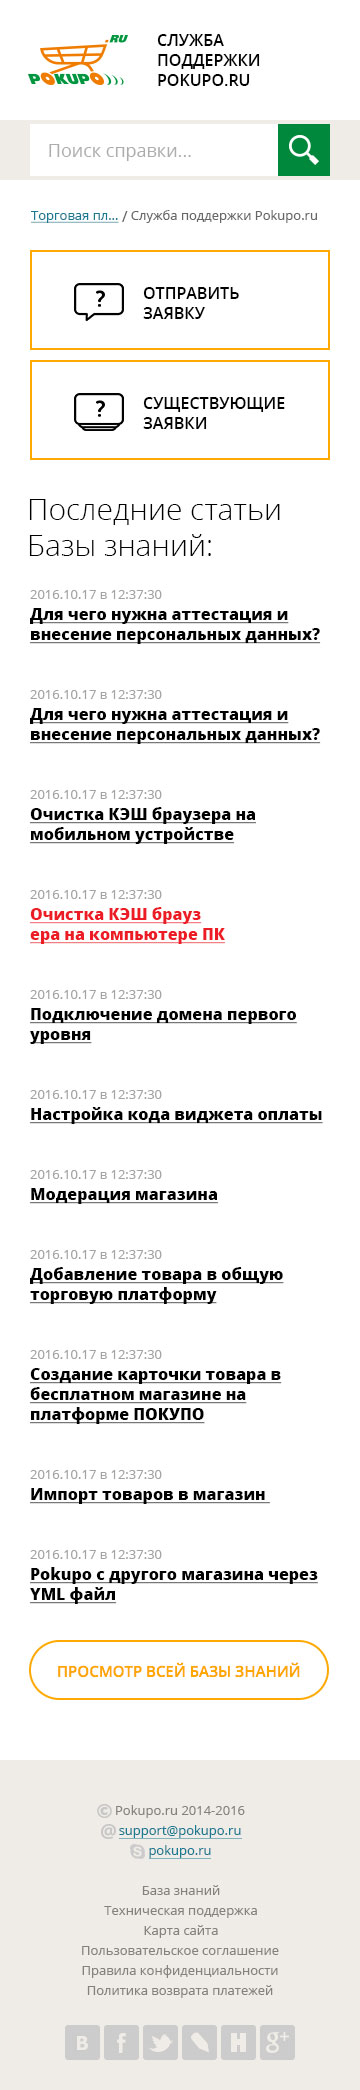 POKUPO.RU
СЛУЖБА
ПОДДЕРЖКИ
POKUPO.RU
Поиск справки...
Торговая пл... / Служба поддержки Pokupo.ru
?
ОТПРАВИТЬ
ЗАЯВКУ
?
СУЩЕСТВУЮЩИЕ
ЗАЯВКИ
Последние статьи
Базы знаний:
2016.10.17 в 12:37:30
Для чего нужна аттестация и
внесение персональных данных?
2016.10.17 в 12:37:30
Для чего нужна аттестация и
внесение персональных данных?
2016.10.17 в 12:37:30
Очистка КЭШ браузера на
мобильном устройстве
2016.10.17 в 12:37:30
Очистка КЭШ брауз
ера на компьютере ПК
2016.10.17 в 12:37:30
Подключение домена первого
уровня
2016.10.17 в 12:37:30
Настройка кода виджета оплаты
2016.10.17 в 12:37:30
Модерация магазина
2016.10.17 в 12:37:30
Добавление товара в общую
торговую платформу
2016.10.17 в 12:37:30
Создание карточки товара в
бесплатном магазине на
платформе ПОКУПО
2016.10.17 в 12:37:30
Импорт товаров в магазин
2016.10.17 в 12:37:30
Pokupo с другого магазина через
YML файл
ПРОСМОТР ВСЕЙ БАЗЫ ЗНАНИЙ
© Pokupo.ru 2014-2016
@ support@pokupo.ru
pokupo.ru
База знаний
Техническая поддержка
Карта сайта
Пользовательское соглашение
Правила конфиденциальности
Политика возврата платежей